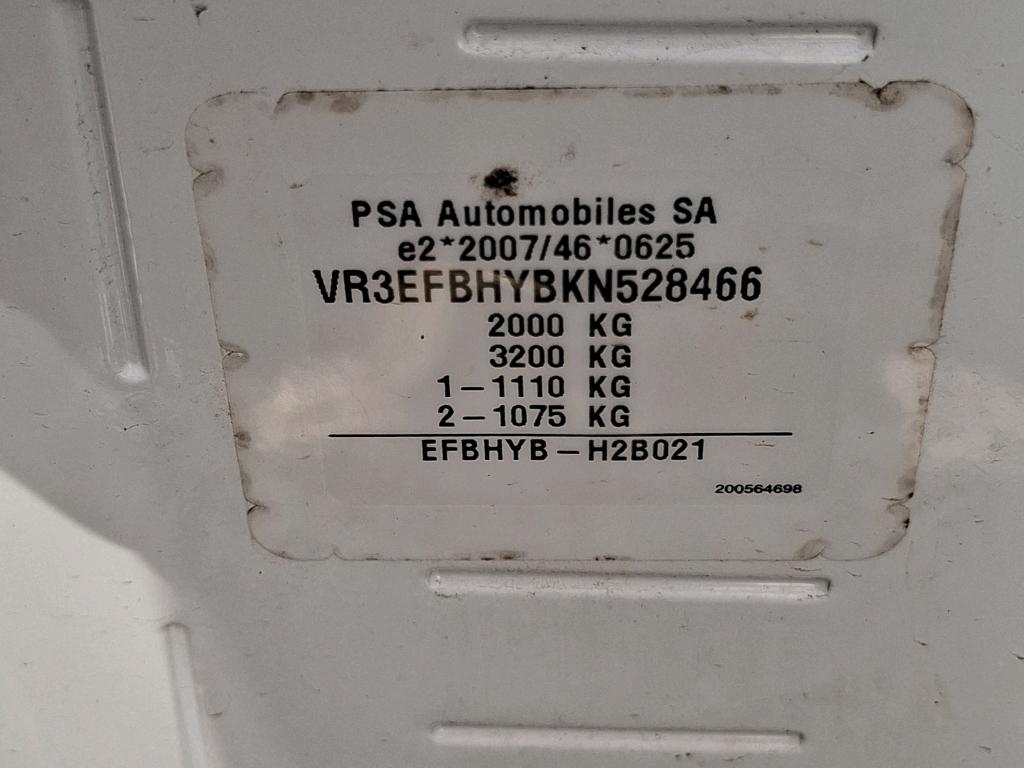 PSA Automobiles SA
e2*2007/46*0625
VR3EFBHYBKN528466
2000 KG
3200 KG
1-1110 KG
2-1075 KG
EFBHYB-H2B021
200564698